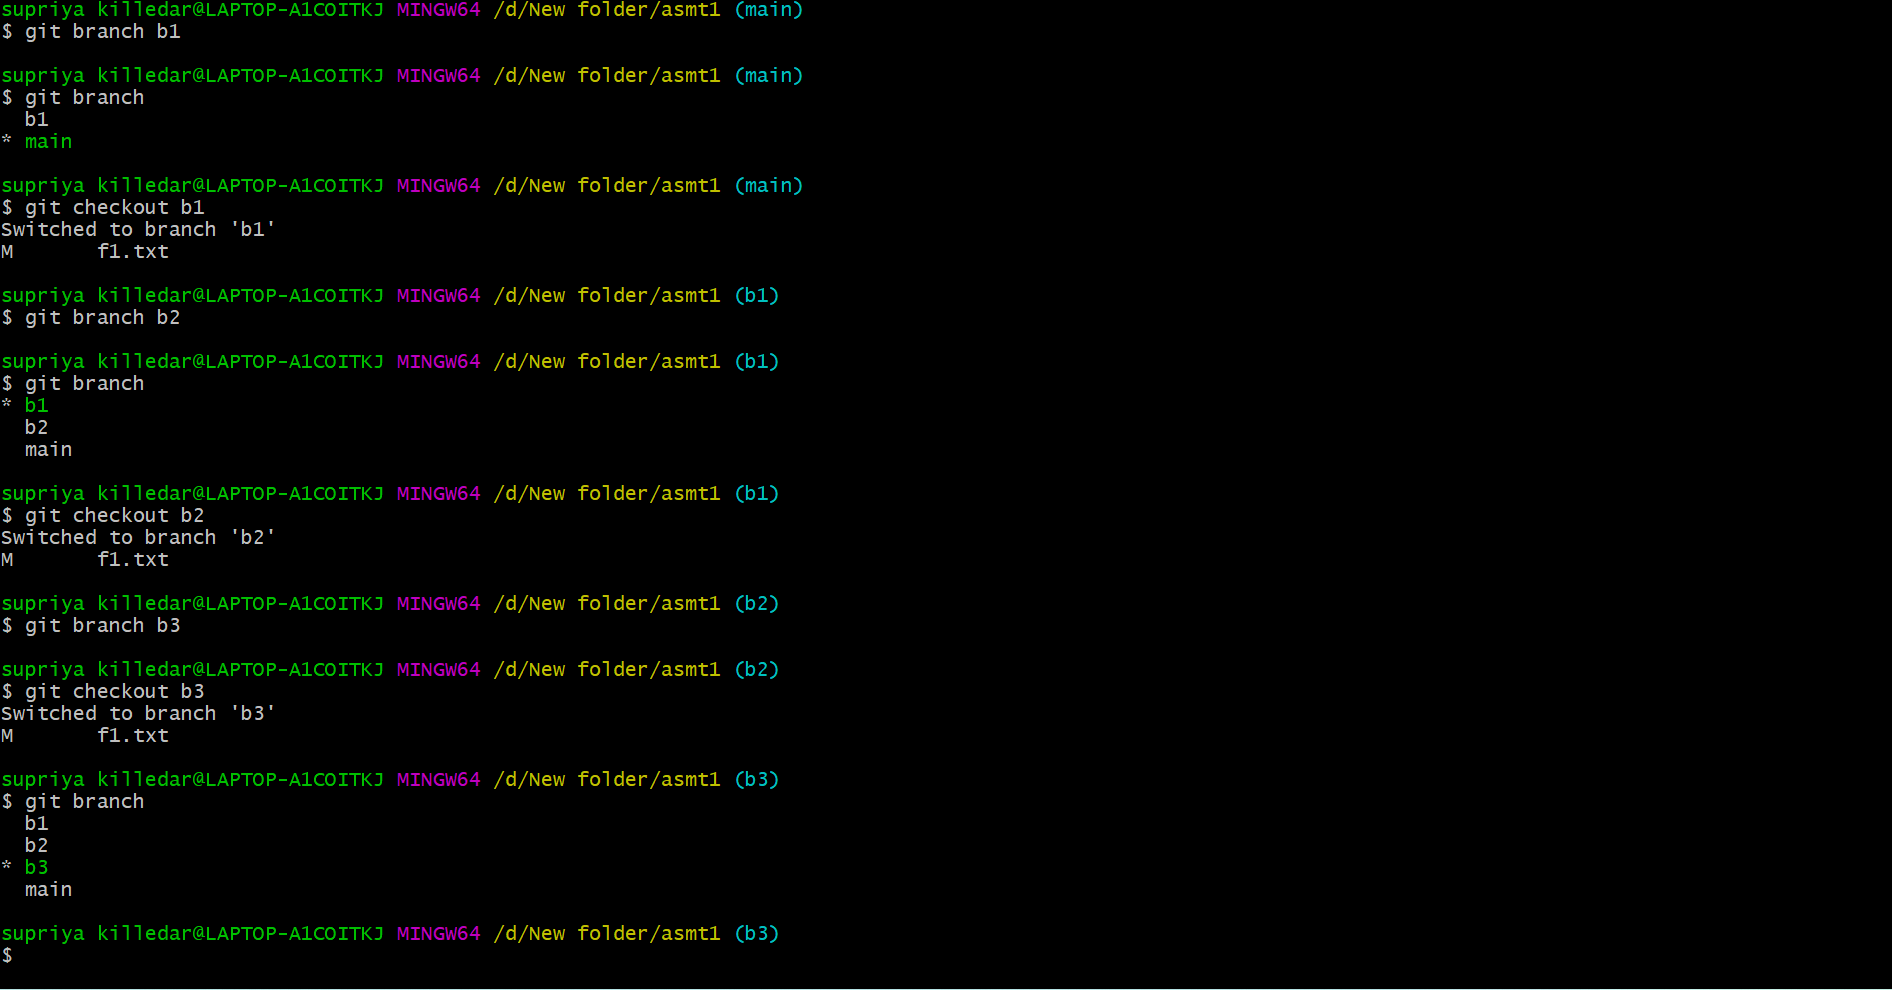 supriya killedar@LAPTOP-A1COITKJ MINGW64 /d/New folder/asmt1 (main)
$ git branch b1
supriya killedar@LAPTOP-A1COITKJ MINGW64 /d/New folder/asmt1 (main)
$ git branch
  b1
* main
supriya killedar@LAPTOP-A1COITKJ MINGW64 /d/New folder/asmt1 (main)
$ git checkout b1
Switched to branch 'b1'
M       f1.txt
supriya killedar@LAPTOP-A1COITKJ MINGW64 /d/New folder/asmt1 (b1)
$ git branch b2
supriya killedar@LAPTOP-A1COITKJ MINGW64 /d/New folder/asmt1 (b1)
$ git branch
* b1
  b2
  main
supriya killedar@LAPTOP-A1COITKJ MINGW64 /d/New folder/asmt1 (b1)
$ git checkout b2
Switched to branch 'b2'
M       f1.txt
supriya killedar@LAPTOP-A1COITKJ MINGW64 /d/New folder/asmt1 (b2)
$ git branch b3
supriya killedar@LAPTOP-A1COITKJ MINGW64 /d/New folder/asmt1 (b2)
$ git checkout b3
Switched to branch 'b3'
M       f1.txt
supriya killedar@LAPTOP-A1COITKJ MINGW64 /d/New folder/asmt1 (b3)
$ git branch
  b1
  b2
* b3
  main
supriya killedar@LAPTOP-A1COITKJ MINGW64 /d/New folder/asmt1 (b3)
$